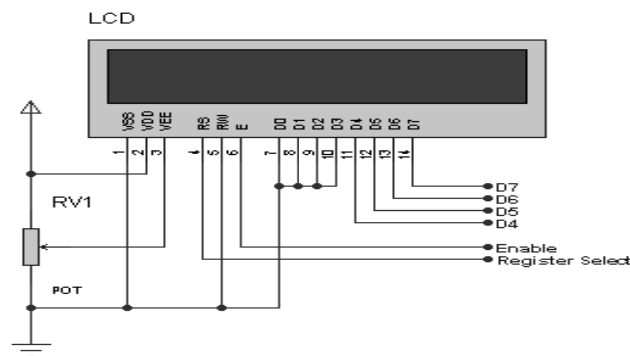 LCD
VSS VDD VEE RS RW E D0 D1 D2 D3 D4 D5 D6 D7
1 2 3 4 5 6 7 8 9 10 11 12 13 14
D7
RV1
D6
D5
D4
Enable
Register Select
POT